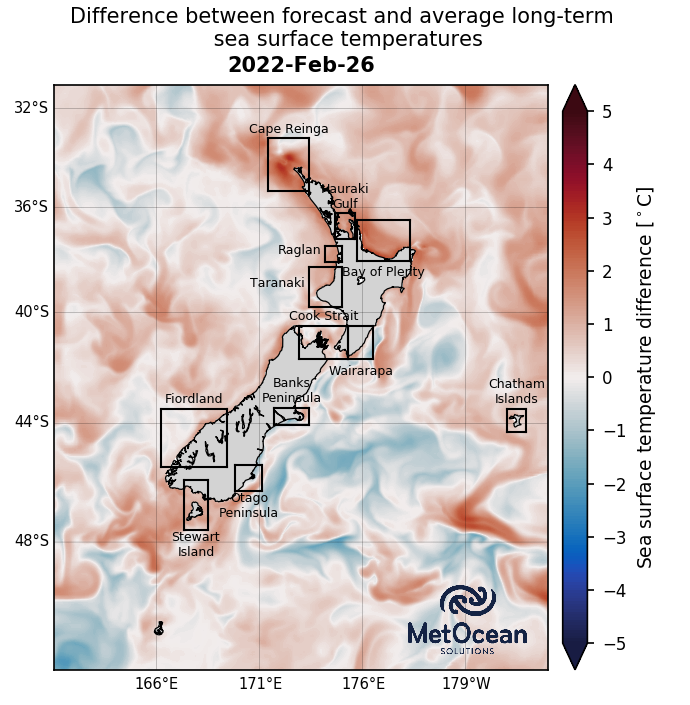 Difference between forecast and average long-term
sea surface temperatures
2022-Feb-26
32°S
36°S
40°S
44°S
48°S
166°E
171°E
176°E
179°W
Cape Reinga
Hauraki
Gulf
Raglan
Bay of Plenty
Taranaki
Cook Strait
Wairarapa
Banks
Peninsula
Fiordland
Chatham
Islands
Otago
Peninsula
Stewart
Island
MetOcean
SOLUTIONS
5
4
3
2
1
0
−1
−2
−3
−4
−5
Sea surface temperature difference [°C]